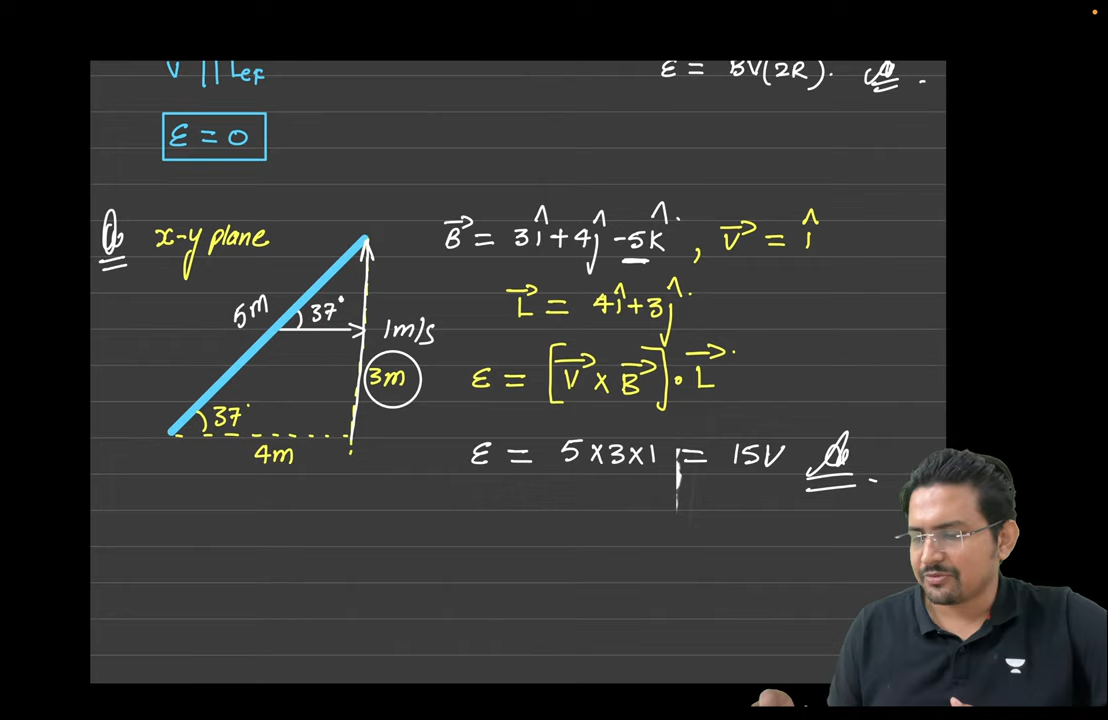 V || Lef
ε = BV(2R).
ε = 0
Q x-y plane
B⃗ = 3î + 4ĵ - 5k̂, V⃗ = î
L⃗ = 4î + 3ĵ
5m
37°
1m/s
3m
ε = [V⃗ × B⃗] · L⃗
37°
4m
ε = 5×3×1 = 15V